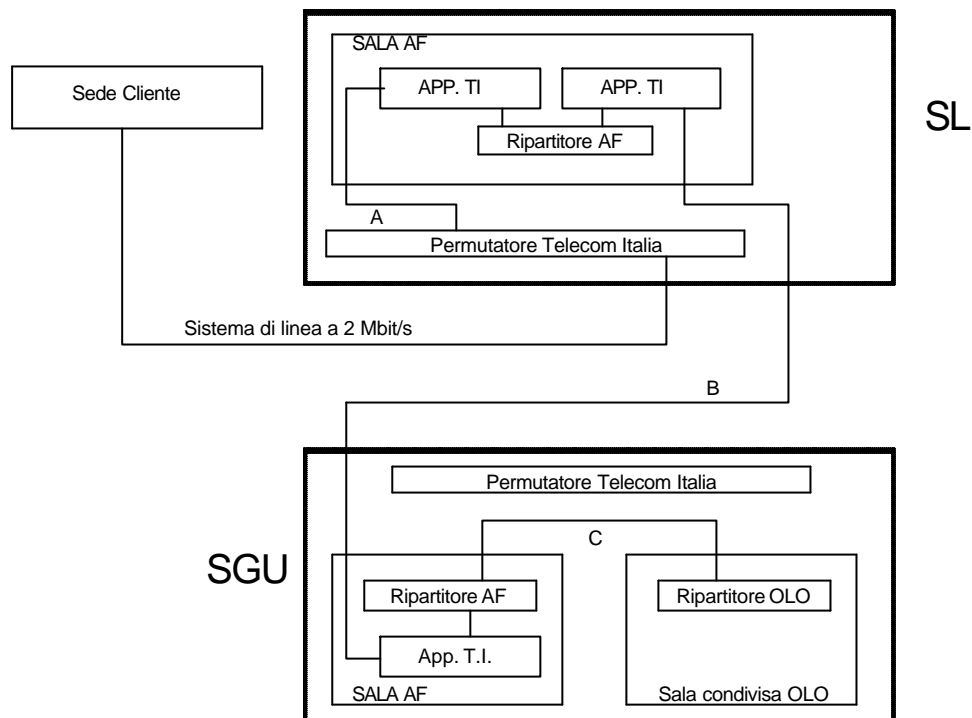 SALA AF
Sede Cliente
APP. TI
APP. TI
SL
Ripartitore AF
A
Permutatore Telecom Italia
Sistema di linea a 2 Mbit/s
B
Permutatore Telecom Italia
C
SGU
Ripartitore AF
Ripartitore OLO
App. T.I.
SALA AF
Sala condivisa OLO